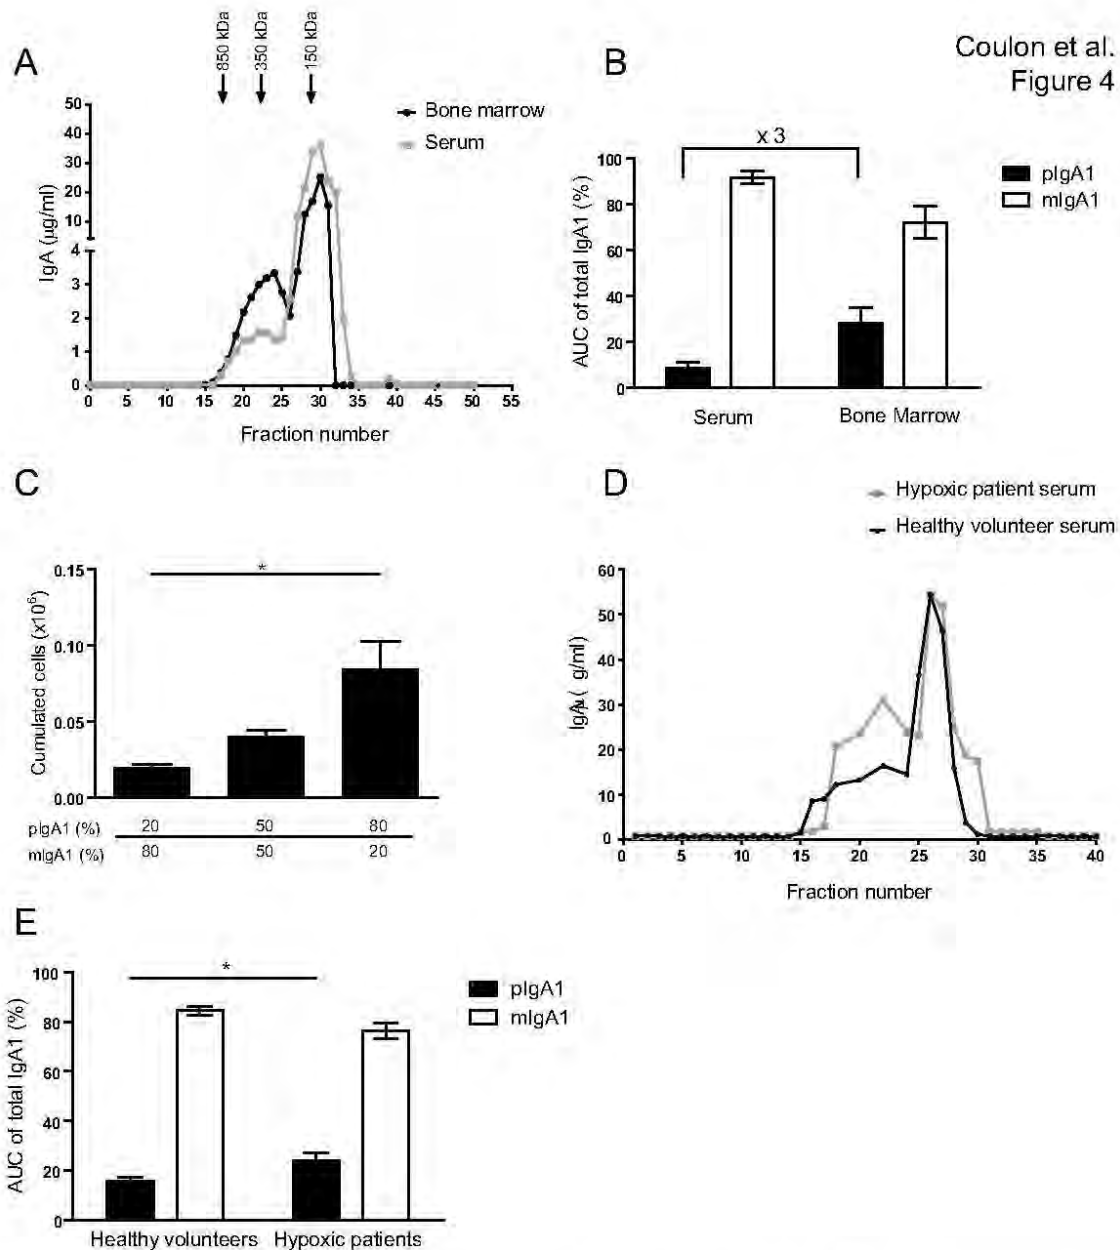 Coulon et al.
Figure 4
A
850 kDa
350 kDa
150 kDa
Bone marrow
Serum
50
40
30
20
10
4
3
2
1
0
IgA (µg/ml)
0 5 10 15 20 25 30 35 40 45 50 55
Fraction number
B
x 3
pIgA1
mIgA1
100
80
60
40
20
0
AUC of total IgA1 (%)
Serum Bone Marrow
C
*
0.15
0.10
0.05
0.00
Cumulated cells (x10⁶)
pIgA1 (%) 20 50 80
mIgA1 (%) 80 50 20
D
Hypoxic patient serum
Healthy volunteer serum
60
50
40
30
20
10
0
IgA (µg/ml)
0 5 10 15 20 25 30 35 40
Fraction number
E
*
pIgA1
mIgA1
100
80
60
40
20
0
AUC of total IgA1 (%)
Healthy volunteers Hypoxic patients